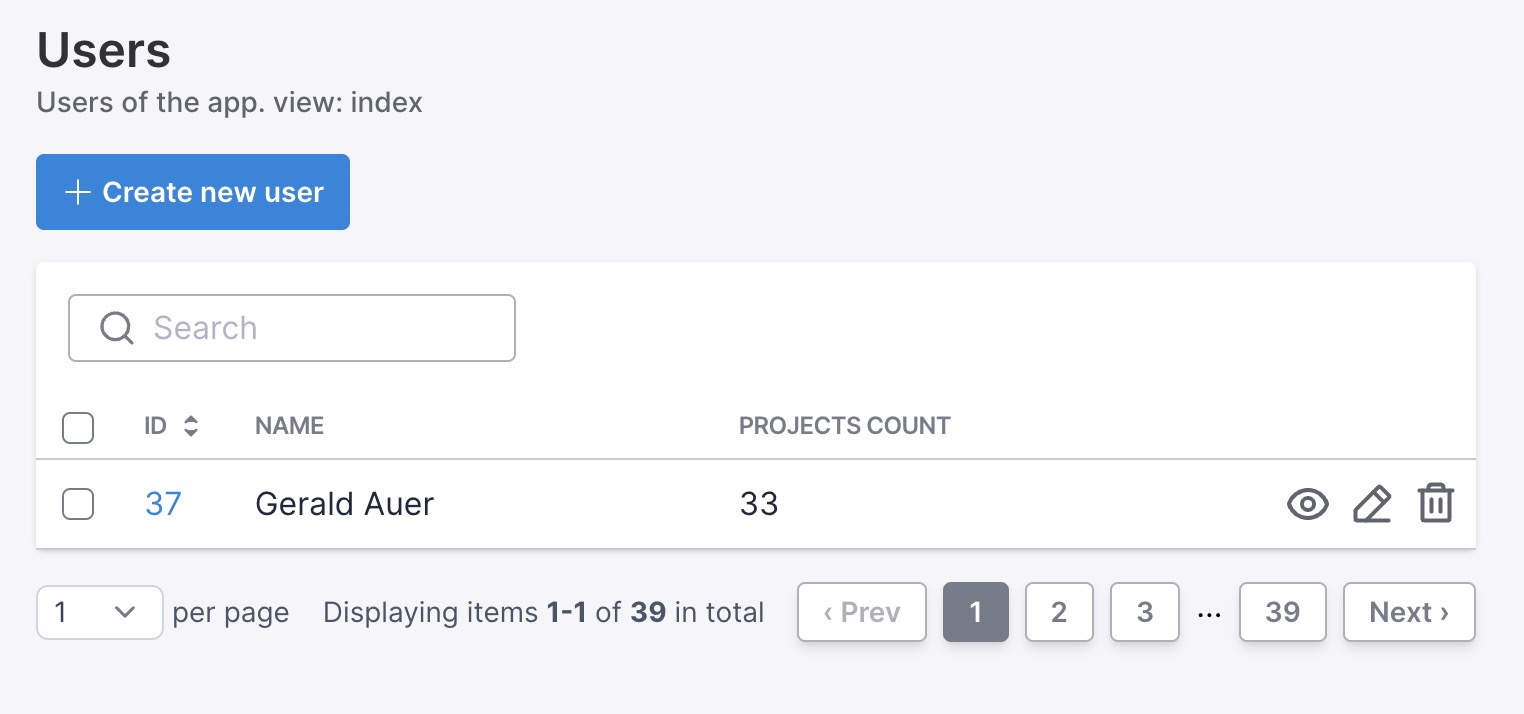 Users
Users of the app. view: index
Create new user
Search
ID NAME PROJECTS COUNT
37 Gerald Auer 33
1 per page Displaying items 1-1 of 39 in total ‹ Prev 1 2 3 ... 39 Next ›